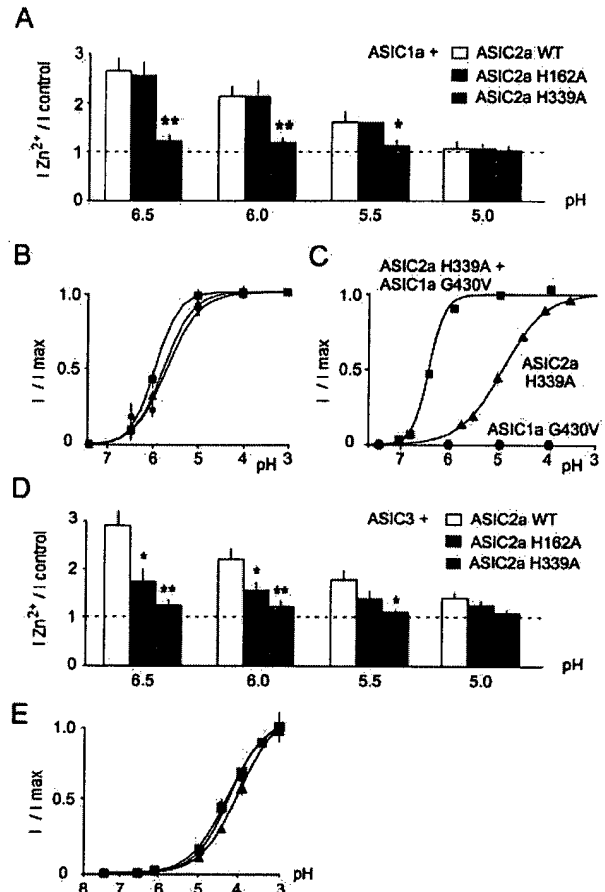 A
I Zn²⁺ / I control
3
2
1
0
ASIC1a +
ASIC2a WT
ASIC2a H162A
ASIC2a H339A
**
**
*
6.5
6.0
5.5
5.0
pH
B
I / I max
1.0
0.5
0
7
6
5
4
3
pH
C
ASIC2a H339A +
ASIC1a G430V
I / I max
1.0
0.5
0
ASIC2a
H339A
ASIC1a G430V
7
6
5
4
3
pH
D
I Zn²⁺ / I control
3
2
1
0
ASIC3 +
ASIC2a WT
ASIC2a H162A
ASIC2a H339A
*
**
*
**
*
6.5
6.0
5.5
5.0
pH
E
I / I max
1.0
0.5
0
8
7
6
5
4
3
pH